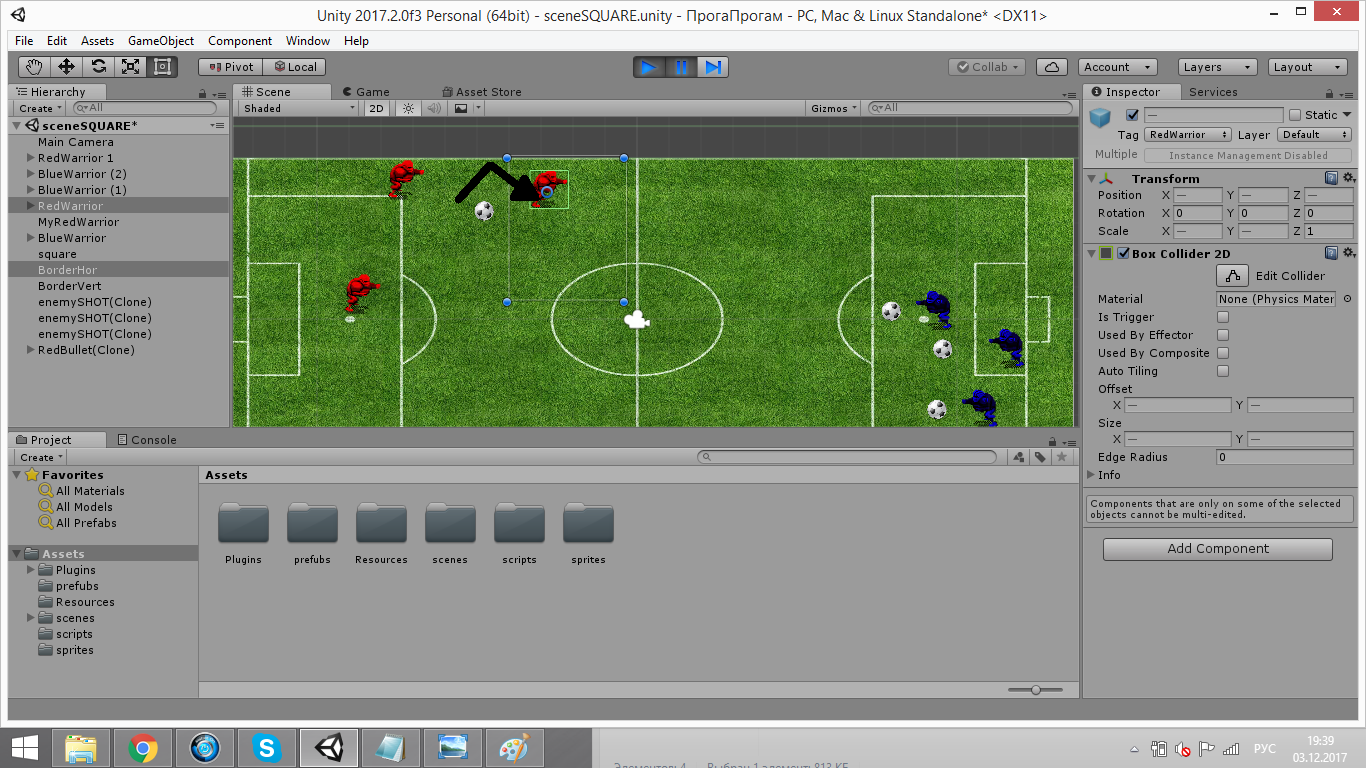 Unity 2017.2.0f3 Personal (64bit) - sceneSQUARE.unity - ПрогаПрогам - PC, Mac & Linux Standalone* <DX11>
File Edit Assets GameObject Component Window Help
Pivot Local Collab Account Layers Layout
Hierarchy
Create All
sceneSQUARE*
Main Camera
RedWarrior 1
BlueWarrior (2)
BlueWarrior (1)
RedWarrior
MyRedWarrior
BlueWarrior
square
BorderHor
BorderVert
enemySHOT(Clone)
enemySHOT(Clone)
enemySHOT(Clone)
RedBullet(Clone)
Scene Game Asset Store
Shaded 2D Gizmos All
Inspector Services
— Static
Tag RedWarrior Layer Default
Multiple Instance Management Disabled
Transform
Position X — Y — Z —
Rotation X 0 Y 0 Z 0
Scale X — Y — Z 1
Box Collider 2D
Edit Collider
Material None (Physics Mater
Is Trigger
Used By Effector
Used By Composite
Auto Tiling
Offset
X — Y —
Size
X — Y —
Edge Radius 0
Info
Components that are only on some of the selected
objects cannot be multi-edited.
Add Component
Project Console
Create
Favorites
All Materials
All Models
All Prefabs
Assets
Plugins
prefubs
Resources
scenes
scripts
sprites
Assets
Plugins prefubs Resources scenes scripts sprites
РУС
19:39
03.12.2017